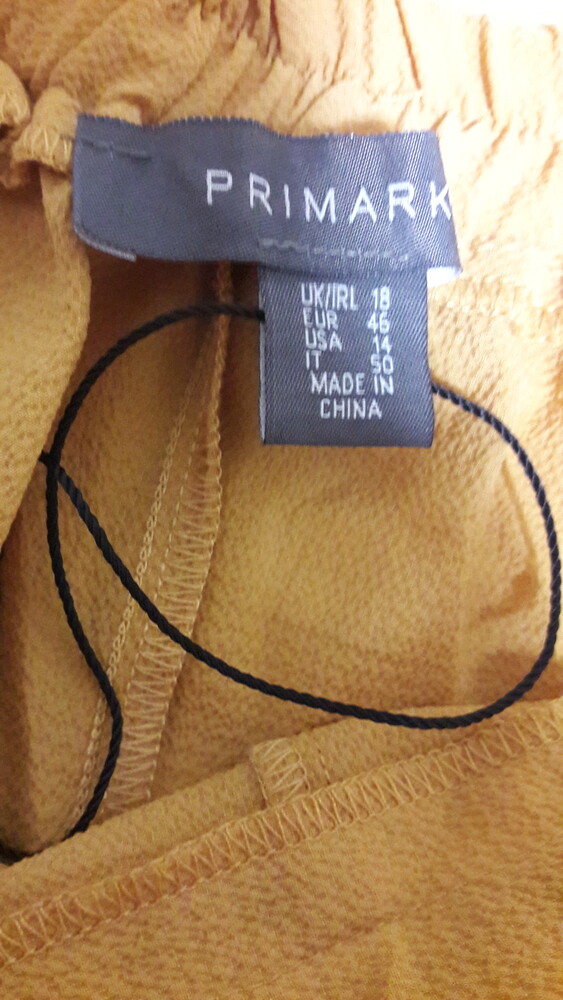 PRIMARK
UK/IRL 18
EUR 46
USA 14
IT 50
MADE IN
CHINA